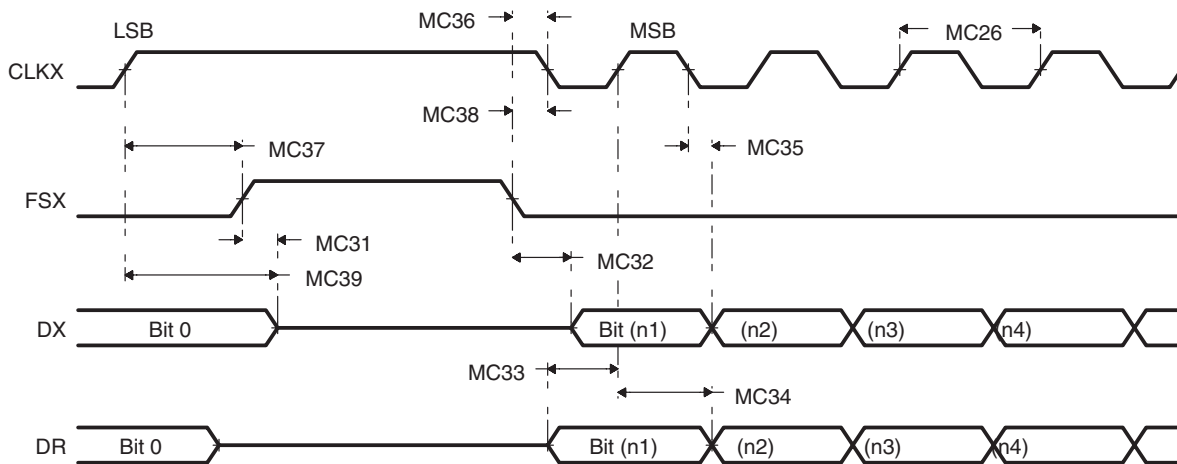 LSB
MC36
MSB
MC26
CLKX
MC38
MC37
MC35
FSX
MC31
MC32
MC39
DX
Bit 0
Bit (n1)
(n2)
(n3)
(n4)
MC33
MC34
DR
Bit 0
Bit (n1)
(n2)
(n3)
(n4)